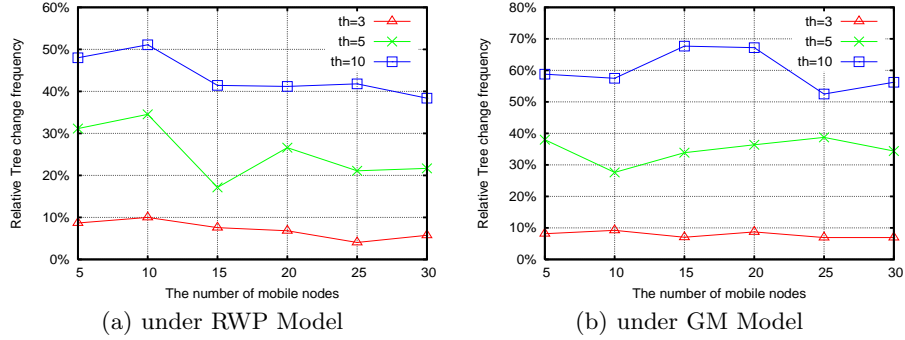 60%
50%
40%
30%
20%
10%
0%
5
10
15
20
25
30
Relative Tree change frequency
The number of mobile nodes
th=3
th=5
th=10
(a) under RWP Model
80%
70%
60%
50%
40%
30%
20%
10%
0%
5
10
15
20
25
30
Relative Tree change frequency
The number of mobile nodes
th=3
th=5
th=10
(b) under GM Model